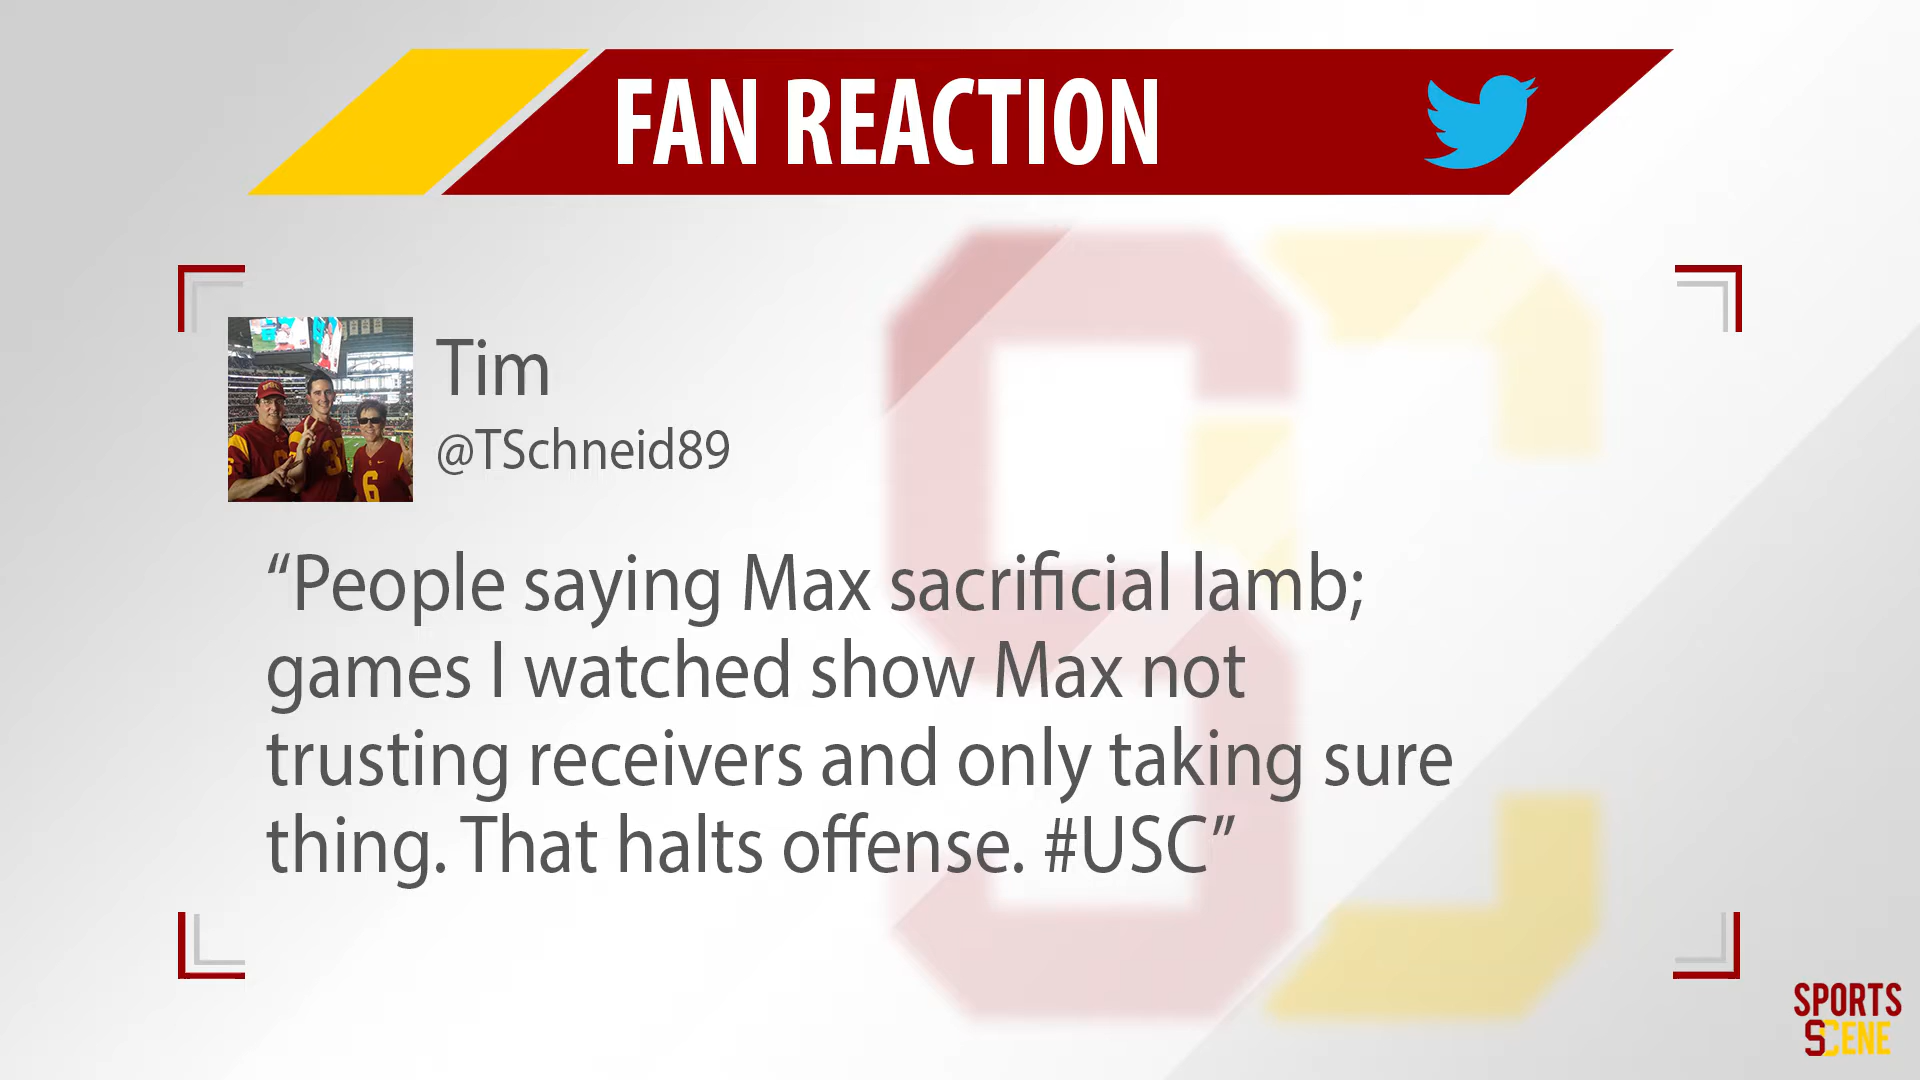 FAN REACTION
Tim
@TSchneid89
“People saying Max sacrificial lamb;
games I watched show Max not
trusting receivers and only taking sure
thing. That halts offense. #USC”
SPORTS
SCENE